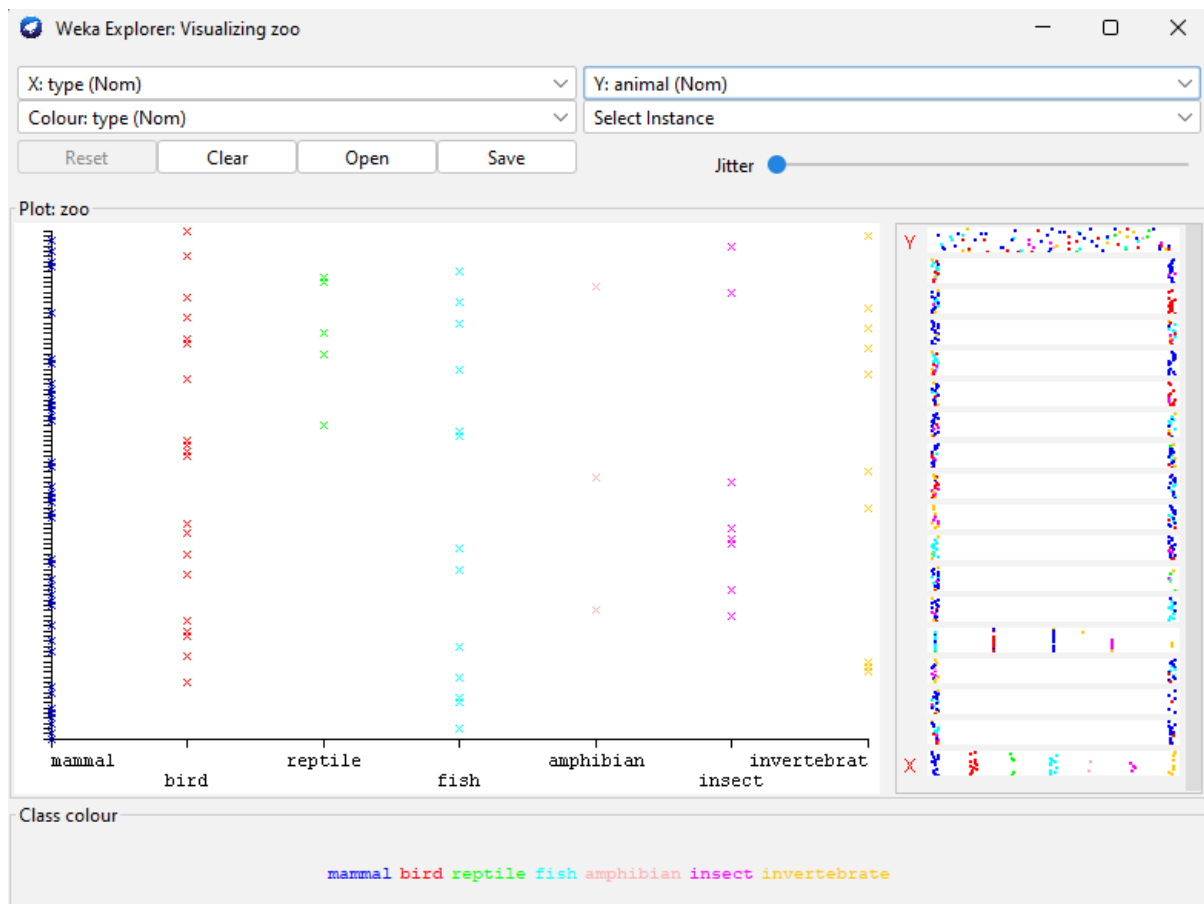 Weka Explorer: Visualizing zoo
X: type (Nom)
Y: animal (Nom)
Colour: type (Nom)
Select Instance
Reset
Clear
Open
Save
Jitter
Plot: zoo
Y
X
mammal
bird
reptile
fish
amphibian
insect
invertebrat
Class colour
mammal bird reptile fish amphibian insect invertebrate